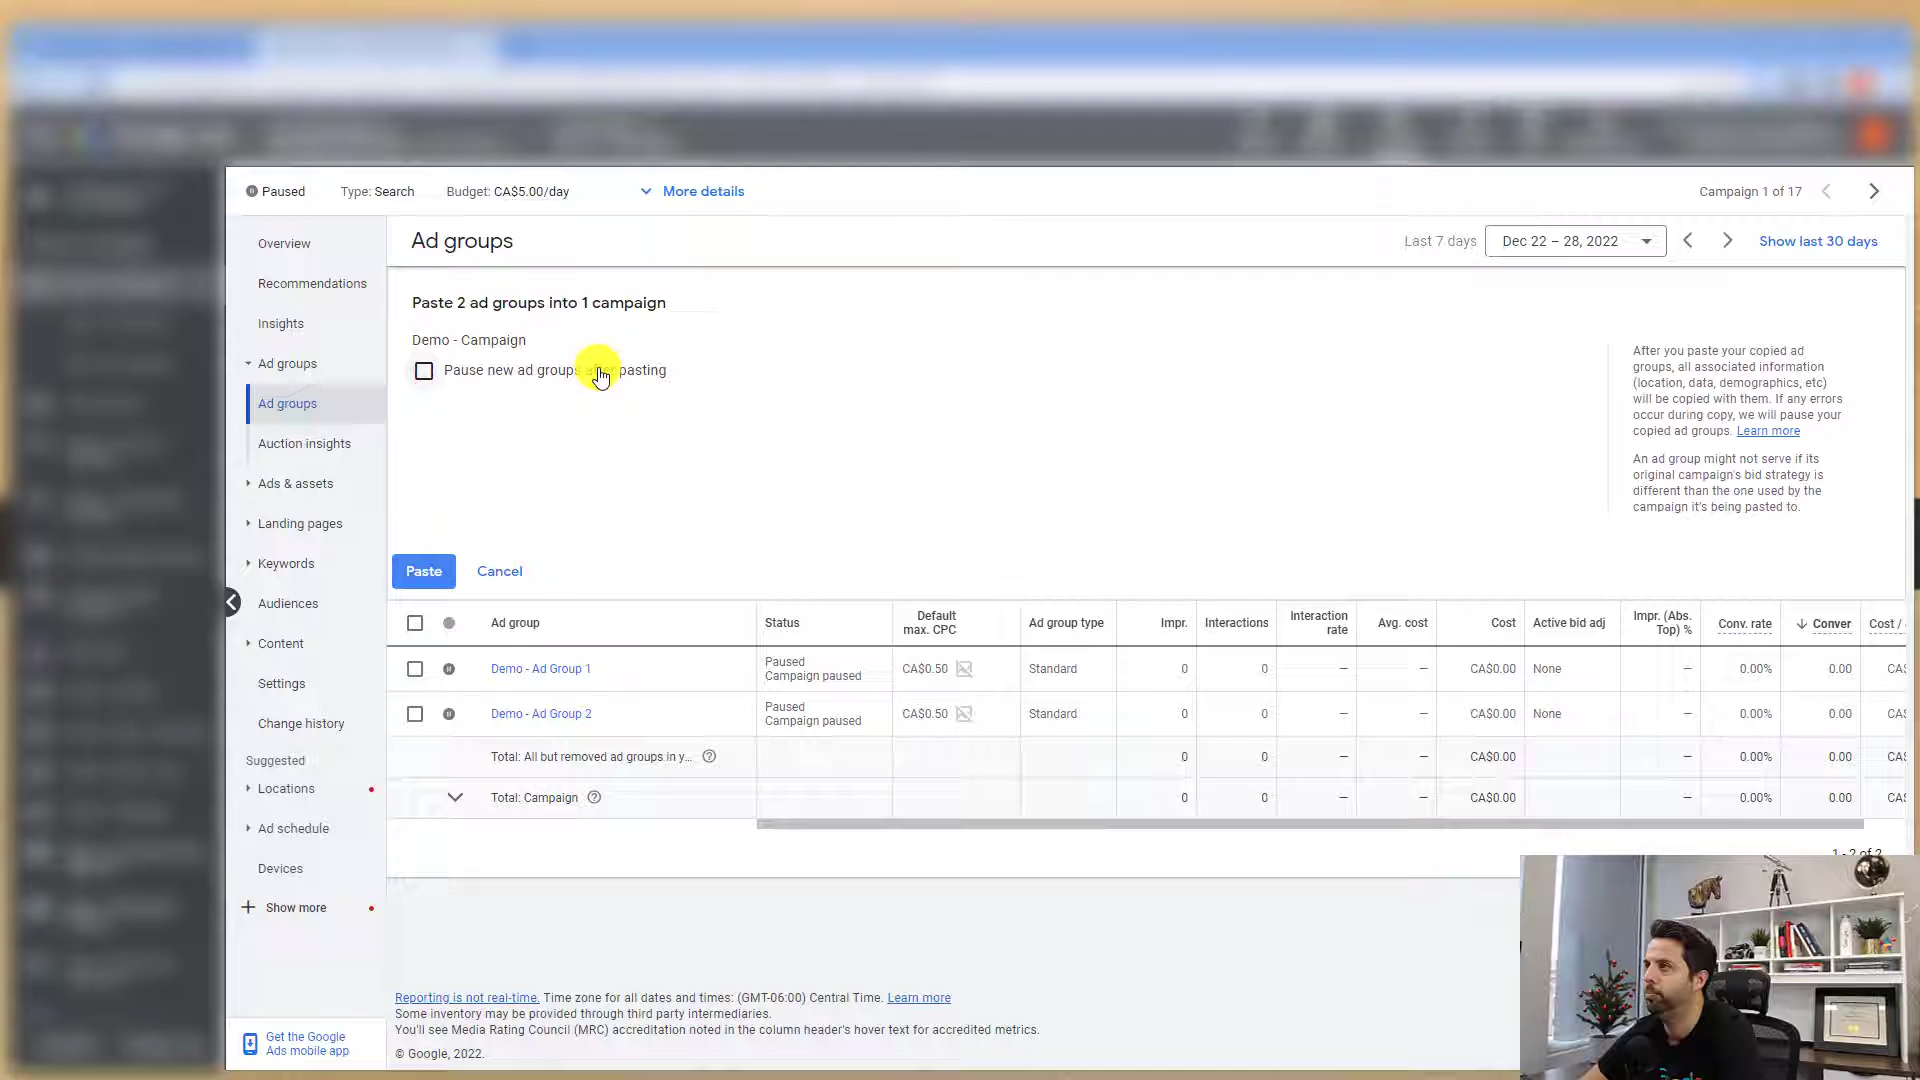 Paused Type: Search Budget: CA$5.00/day More details Campaign 1 of 17
Overview
Recommendations
Insights
Ad groups
Ad groups
Auction insights
Ads & assets
Landing pages
Keywords
Audiences
Content
Settings
Change history
Suggested
Locations
Ad schedule
Devices
Show more
Get the Google
Ads mobile app
Ad groups
Last 7 days Dec 22 – 28, 2022 Show last 30 days
Paste 2 ad groups into 1 campaign
Demo - Campaign
Pause new ad groups after pasting
After you paste your copied ad
groups, all associated information
(location, data, demographics, etc)
will be copied with them. If any errors
occur during copy, we will pause your
copied ad groups. Learn more
An ad group might not serve if its
original campaign's bid strategy is
different than the one used by the
campaign it's being pasted to.
Paste Cancel
Ad group Status Default max. CPC Ad group type Impr. Interactions Interaction rate Avg. cost Cost Active bid adj Impr. (Abs. Top) % Conv. rate Conver Cost /
Demo - Ad Group 1 Paused Campaign paused CA$0.50 Standard 0 0 — — CA$0.00 None — 0.00% 0.00 CA$
Demo - Ad Group 2 Paused Campaign paused CA$0.50 Standard 0 0 — — CA$0.00 None — 0.00% 0.00 CA$
Total: All but removed ad groups in y... 0 0 — — CA$0.00 — 0.00% 0.00 CA$
Total: Campaign 0 0 — — CA$0.00 — 0.00% 0.00 CA$
1 - 2 of 2
Reporting is not real-time. Time zone for all dates and times: (GMT-06:00) Central Time. Learn more
Some inventory may be provided through third party intermediaries.
You'll see Media Rating Council (MRC) accreditation noted in the column header's hover text for accredited metrics.
© Google, 2022.